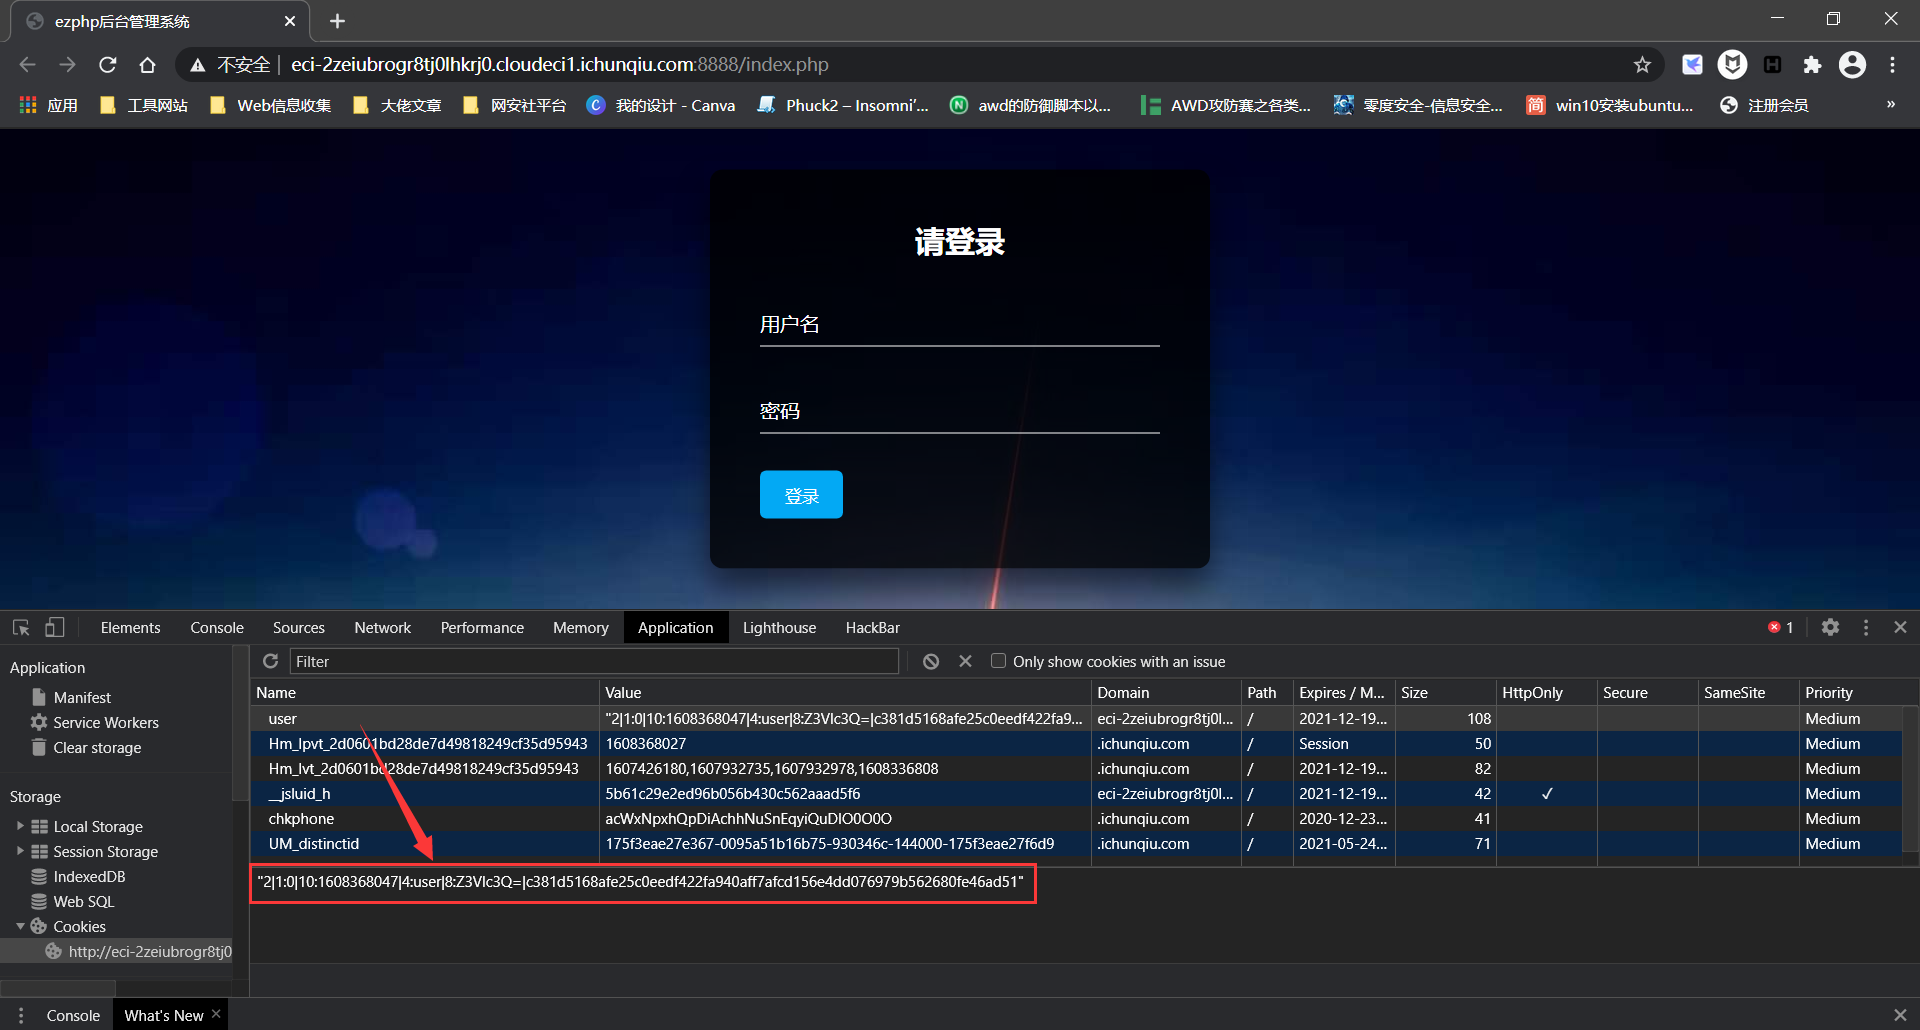 ezphp后台管理系统
不安全 | eci-2zeiubrogr8tj0lhkrj0.cloudeci1.ichunqiu.com:8888/index.php
应用 工具网站 Web信息收集 大佬文章 网安社平台 我的设计 - Canva Phuck2 – Insomni'... awd的防御脚本以... AWD攻防赛之各类... 零度安全-信息安全... 简 win10安装ubuntu... 注册会员 »
请登录
用户名
密码
登录
Elements Console Sources Network Performance Memory Application Lighthouse HackBar 1
Application
Manifest
Service Workers
Clear storage
Storage
Local Storage
Session Storage
IndexedDB
Web SQL
Cookies
http://eci-2zeiubrogr8tj0
Filter Only show cookies with an issue
Name Value Domain Path Expires / M... Size HttpOnly Secure SameSite Priority
user "2|1:0|10:1608368047|4:user|8:Z3Vlc3Q=|c381d5168afe25c0eedf422fa9... eci-2zeiubrogr8tj0l... / 2021-12-19... 108 Medium
Hm_lpvt_2d0601bd28de7d49818249cf35d95943 1608368027 .ichunqiu.com / Session 50 Medium
Hm_lvt_2d0601bd28de7d49818249cf35d95943 1607426180,1607932735,1607932978,1608336808 .ichunqiu.com / 2021-12-19... 82 Medium
__jsluid_h 5b61c29e2ed96b056b430c562aaad5f6 eci-2zeiubrogr8tj0l... / 2021-12-19... 42 ✓ Medium
chkphone acWxNpxhQpDiAchhNuSnEqyiQuDIO0O0O .ichunqiu.com / 2020-12-23... 41 Medium
UM_distinctid 175f3eae27e367-0095a51b16b75-930346c-144000-175f3eae27f6d9 .ichunqiu.com / 2021-05-24... 71 Medium
"2|1:0|10:1608368047|4:user|8:Z3Vlc3Q=|c381d5168afe25c0eedf422fa940aff7afcd156e4dd076979b562680fe46ad51"
Console What's New